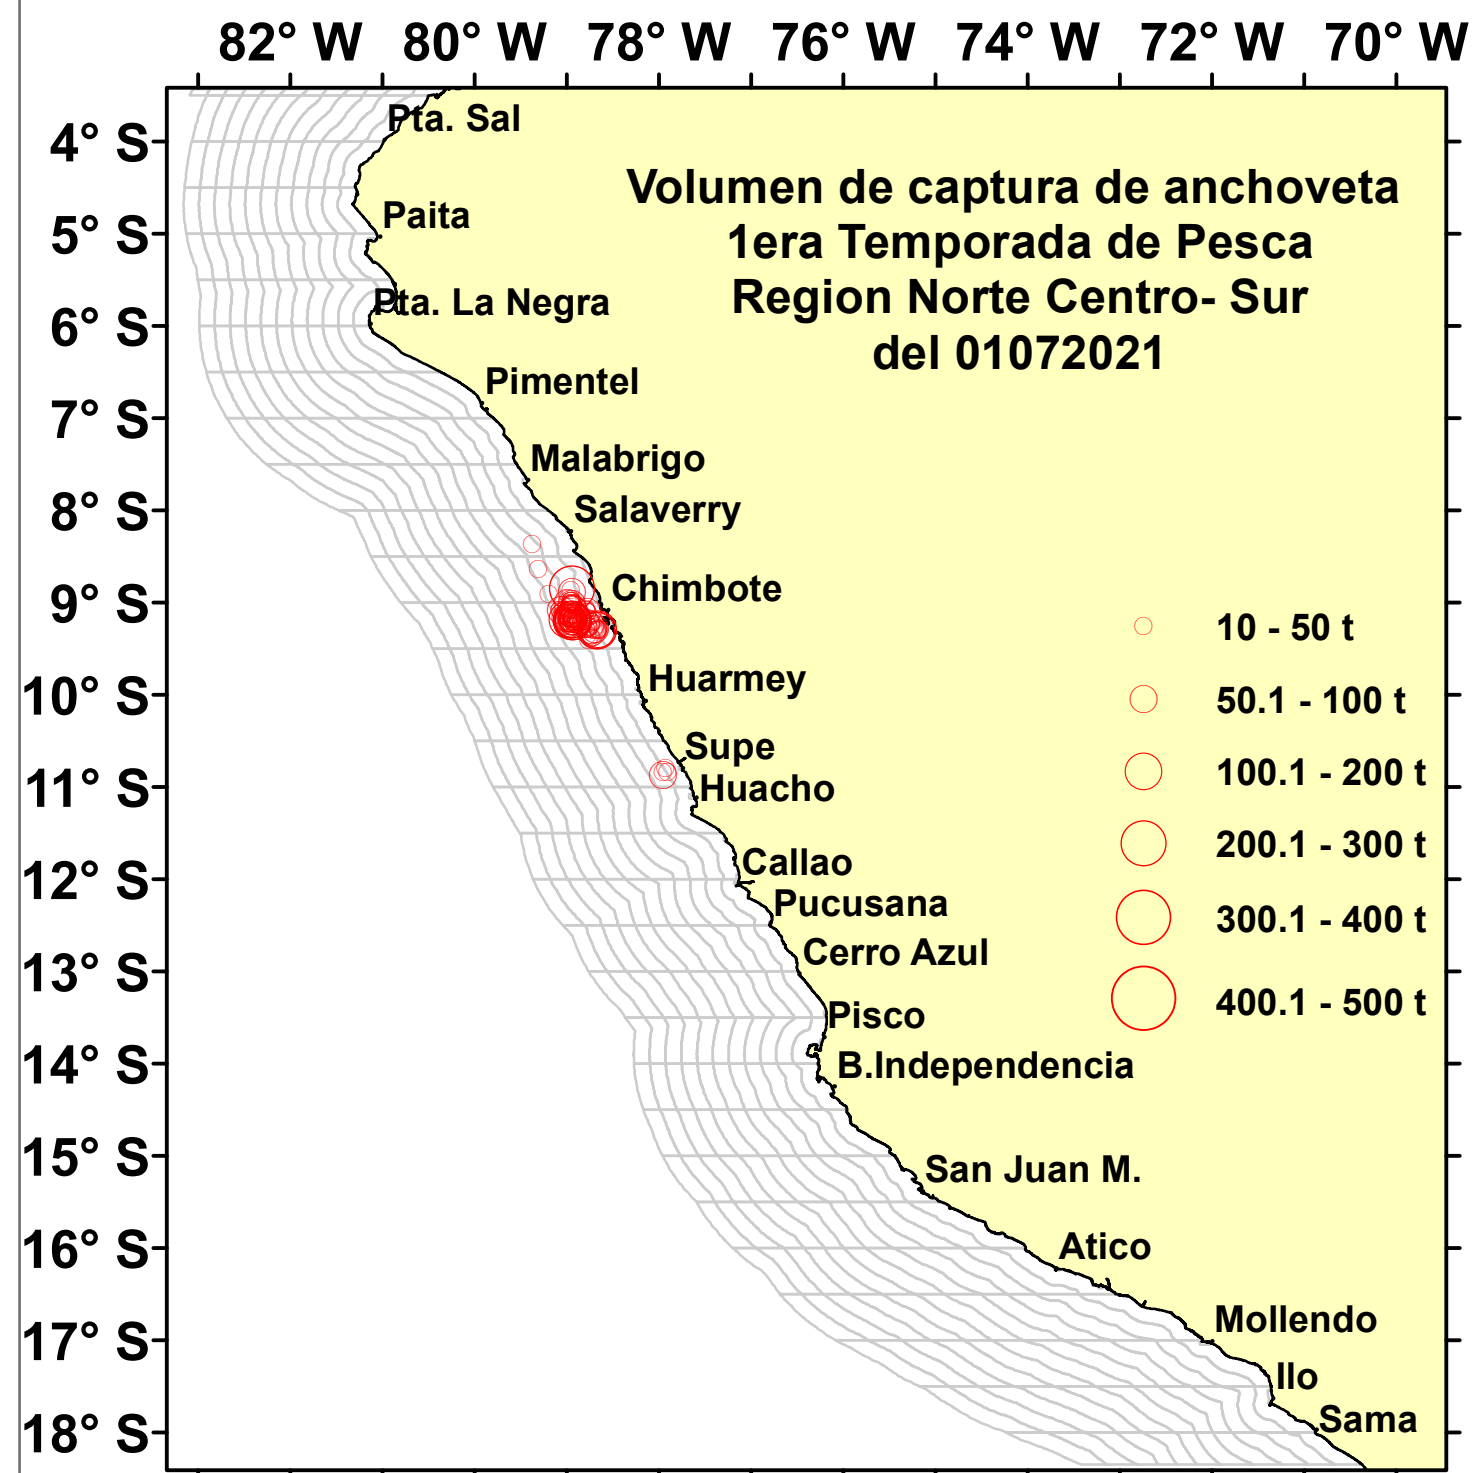 82° W 80° W 78° W 76° W 74° W 72° W 70° W
Pta. Sal
4° S
Volumen de captura de anchoveta
Paita
5° S
1era Temporada de Pesca
Region Norte Centro- Sur
Pta. La Negra
6° S
del 01072021
Pimentel
7° S
Malabrigo
8° S
Salaverry
Chimbote
9° S
10 - 50 t
Huarmey
10° S
50.1 - 100 t
Supe
100.1 - 200 t
11° S
Huacho
200.1 - 300 t
Callao
12° S
Pucusana
300.1 - 400 t
Cerro Azul
13° S
400.1 - 500 t
Pisco
14° S
B.Independencia
15° S
San Juan M.
16° S
Atico
Mollendo
17° S
Ilo
Sama
18° S